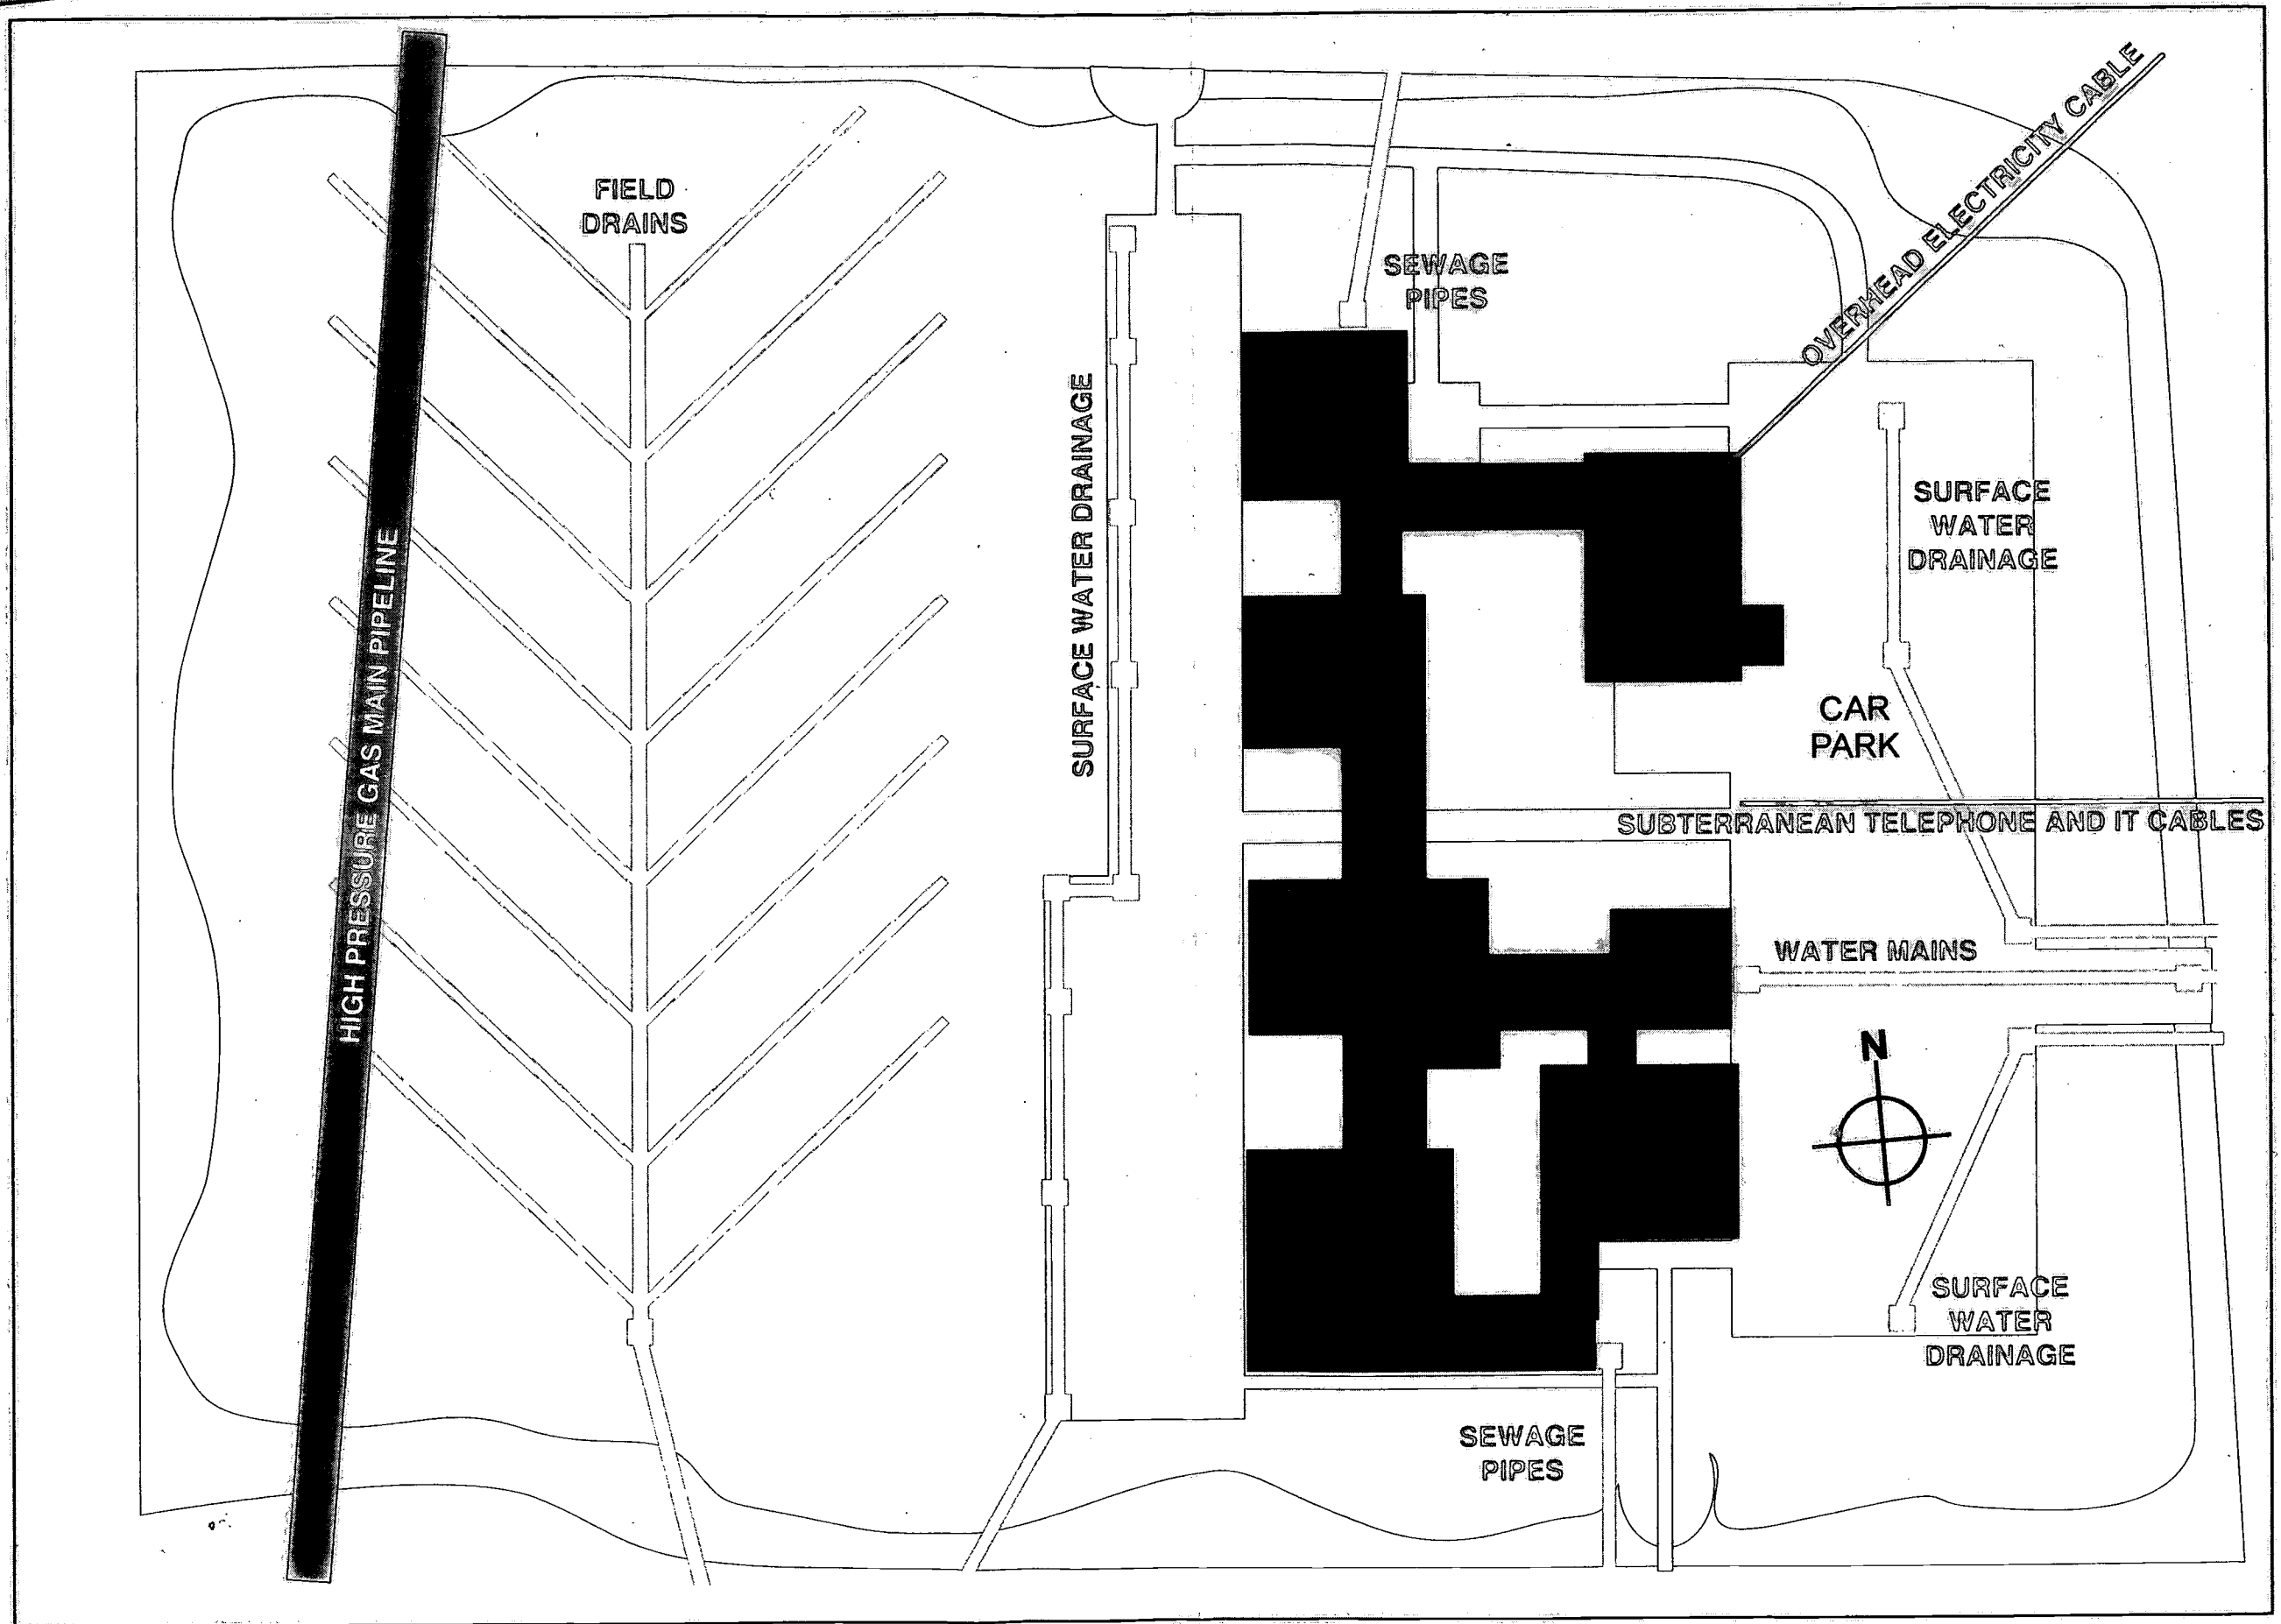 FIELD
DRAINS
SEWAGE
PIPES
OVERHEAD ELECTRICITY CABLE
SURFACE WATER DRAINAGE
SURFACE
WATER
DRAINAGE
HIGH PRESSURE GAS MAIN PIPELINE
CAR
PARK
SUBTERRANEAN TELEPHONE AND IT CABLES
WATER MAINS
N
SURFACE
WATER
DRAINAGE
SEWAGE
PIPES